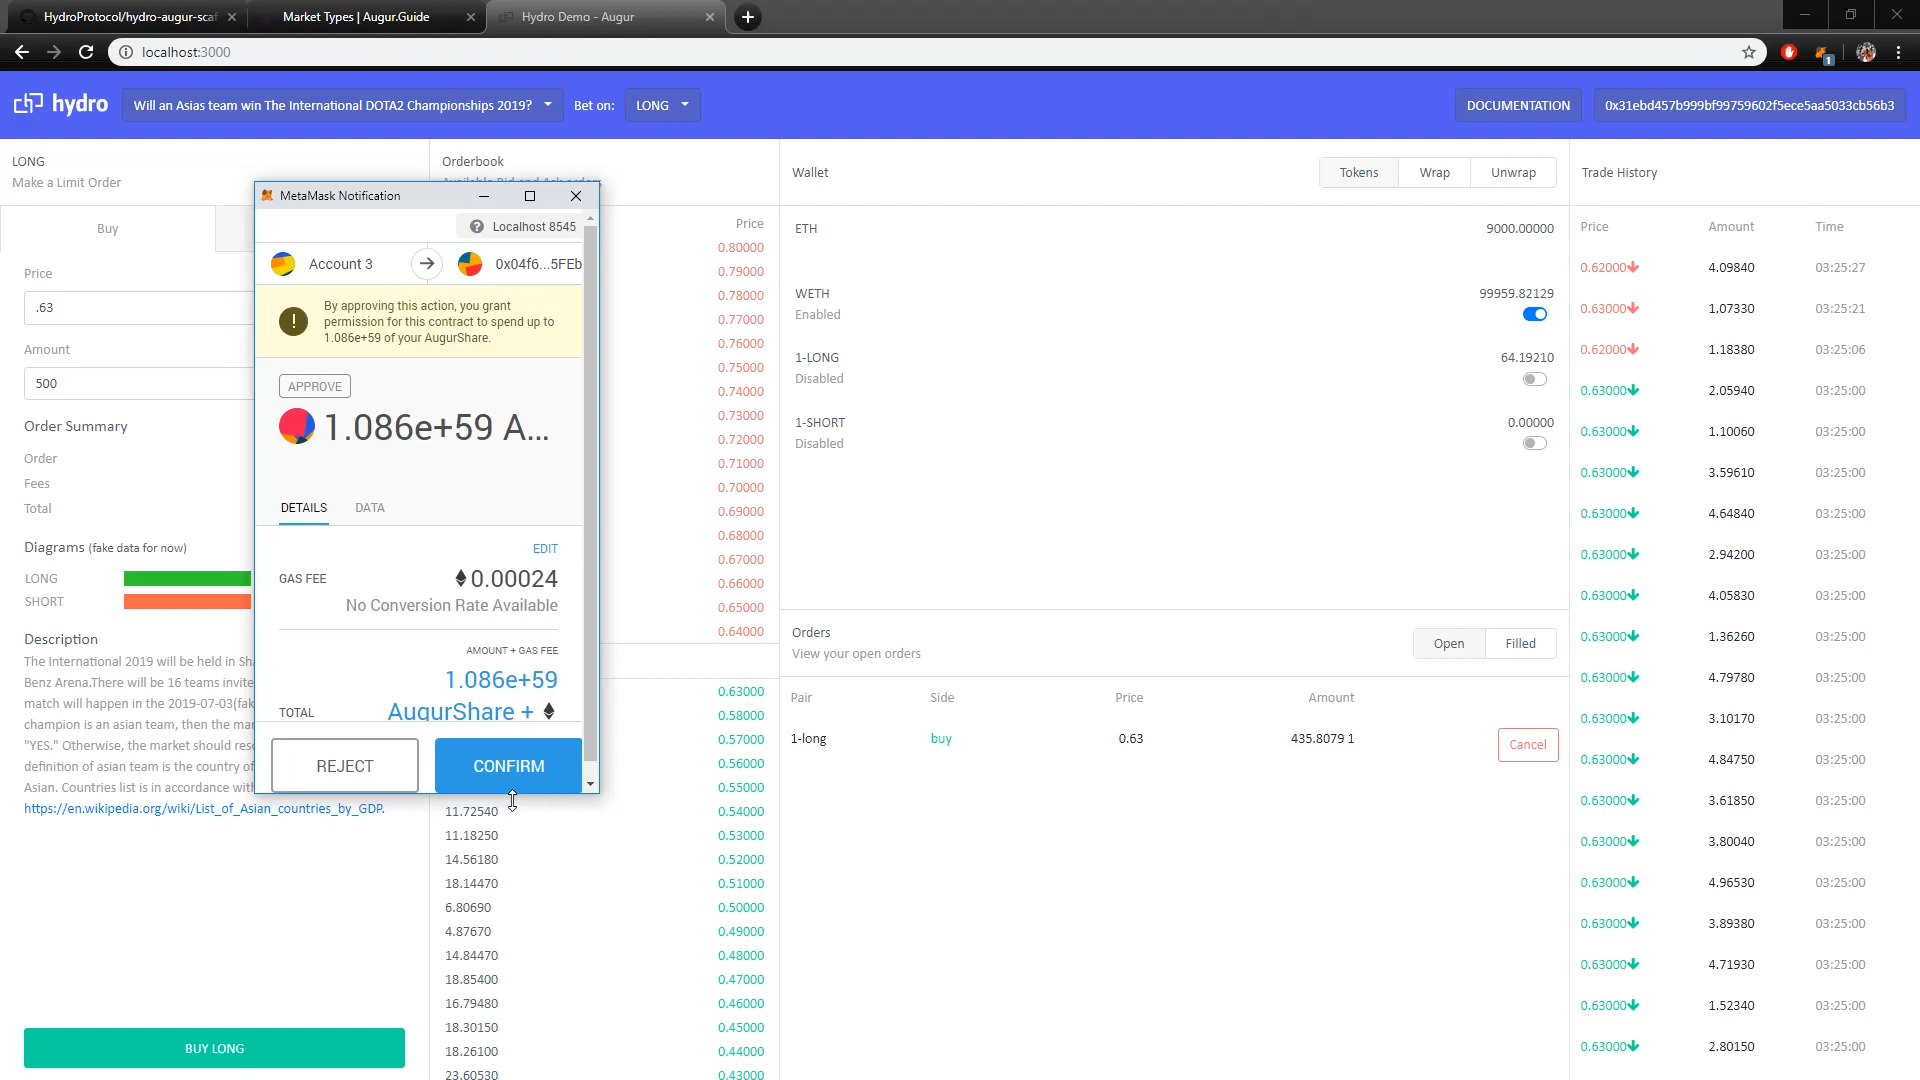 HydroProtocol/hydro-augur-scaf
Market Types | Augur.Guide
Hydro Demo - Augur
localhost:3000
1
hydro
Will an Asias team win The International DOTA2 Championships 2019?
Bet on:
LONG
DOCUMENTATION
0x31ebd457b999bf99759602f5ece5aa5033cb56b3
LONG
Make a Limit Order
Buy
Price
.63
Amount
500
Order Summary
Order
Fees
Total
Diagrams (fake data for now)
LONG
SHORT
Description
The International 2019 will be held in Sh
Benz Arena.There will be 16 teams invite
match will happen in the 2019-07-03(fak
champion is an asian team, then the mar
"YES." Otherwise, the market should reso
definition of asian team is the country of
Asian. Countries list is in accordance with
https://en.wikipedia.org/wiki/List_of_Asian_countries_by_GDP.
BUY LONG
MetaMask Notification
? Localhost 8545
Account 3
0x04f6...5FEb
!
By approving this action, you grant
permission for this contract to spend up to
1.086e+59 of your AugurShare.
APPROVE
1.086e+59 A...
DETAILS
DATA
EDIT
GAS FEE
0.00024
No Conversion Rate Available
AMOUNT + GAS FEE
1.086e+59
TOTAL
AugurShare +
REJECT
CONFIRM
Orderbook
Price
0.80000
0.79000
0.78000
0.77000
0.76000
0.75000
0.74000
0.73000
0.72000
0.71000
0.70000
0.69000
0.68000
0.67000
0.66000
0.65000
0.64000
0.63000
0.58000
0.57000
0.56000
0.55000
11.72540 0.54000
11.18250 0.53000
14.56180 0.52000
18.14470 0.51000
6.80690 0.50000
4.87670 0.49000
14.84470 0.48000
18.85400 0.47000
16.79480 0.46000
18.30150 0.45000
18.26100 0.44000
23.60530 0.43000
Wallet
Tokens
Wrap
Unwrap
ETH 9000.00000
WETH 99959.82129
Enabled
1-LONG 64.19210
Disabled
1-SHORT 0.00000
Disabled
Orders
View your open orders
Open
Filled
Pair Side Price Amount
1-long buy 0.63 435.8079 1
Cancel
Trade History
Price Amount Time
0.62000 4.09840 03:25:27
0.63000 1.07330 03:25:21
0.62000 1.18380 03:25:06
0.63000 2.05940 03:25:00
0.63000 1.10060 03:25:00
0.63000 3.59610 03:25:00
0.63000 4.64840 03:25:00
0.63000 2.94200 03:25:00
0.63000 4.05830 03:25:00
0.63000 1.36260 03:25:00
0.63000 4.79780 03:25:00
0.63000 3.10170 03:25:00
0.63000 4.84750 03:25:00
0.63000 3.61850 03:25:00
0.63000 3.80040 03:25:00
0.63000 4.96530 03:25:00
0.63000 3.89380 03:25:00
0.63000 4.71930 03:25:00
0.63000 1.52340 03:25:00
0.63000 2.80150 03:25:00